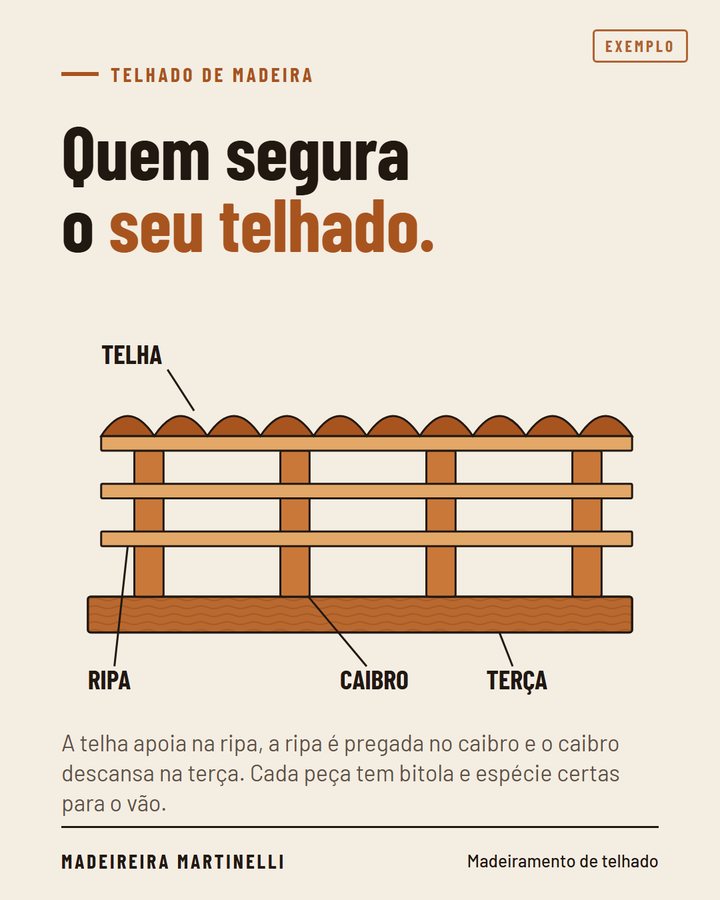 EXEMPLO
TELHADO DE MADEIRA
Quem segura
o seu telhado.
TELHA
RIPA
CAIBRO
TERÇA
A telha apoia na ripa, a ripa é pregada no caibro e o caibro
descansa na terça. Cada peça tem bitola e espécie certas
para o vão.
MADEIREIRA MARTINELLI
Madeiramento de telhado